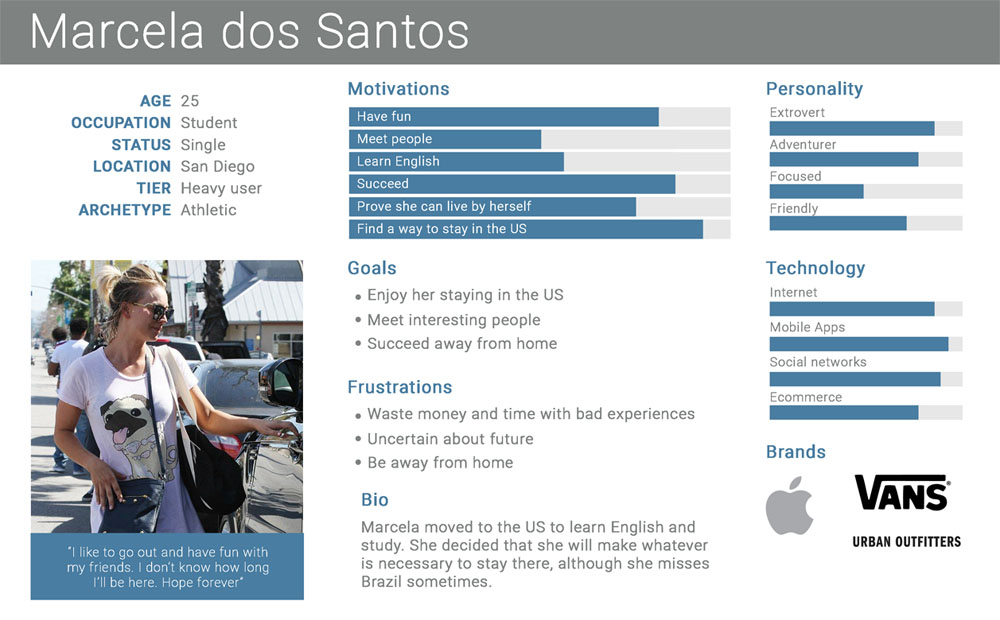 Marcela dos Santos
AGE 25
OCCUPATION Student
STATUS Single
LOCATION San Diego
TIER Heavy user
ARCHETYPE Athletic
"I like to go out and have fun with
my friends. I don't know how long
I'll be here. Hope forever"
Motivations
Have fun
Meet people
Learn English
Succeed
Prove she can live by herself
Find a way to stay in the US
Goals
• Enjoy her staying in the US
• Meet interesting people
• Succeed away from home
Frustrations
• Waste money and time with bad experiences
• Uncertain about future
• Be away from home
Bio
Marcela moved to the US to learn English and
study. She decided that she will make whatever
is necessary to stay there, although she misses
Brazil sometimes.
Personality
Extrovert
Adventurer
Focused
Friendly
Technology
Internet
Mobile Apps
Social networks
Ecommerce
Brands
VANS®
URBAN OUTFITTERS